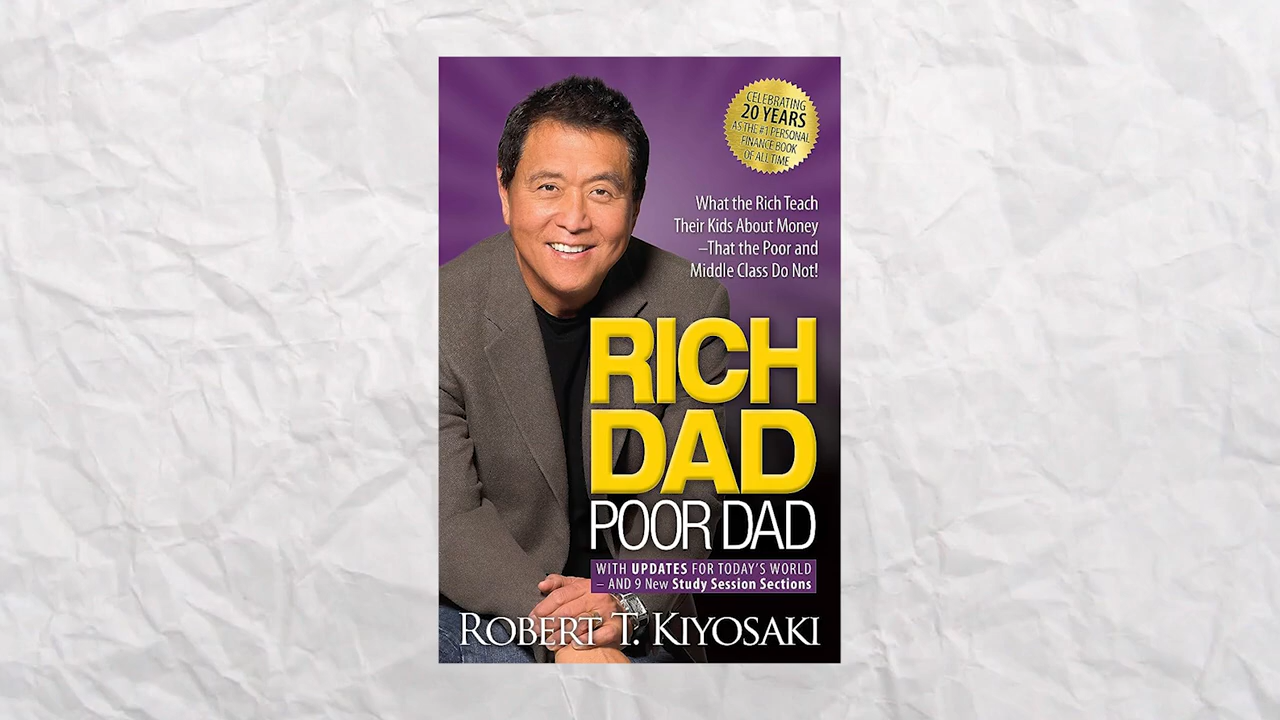 CELEBRATING
20 YEARS
AS THE #1 PERSONAL
FINANCE BOOK
OF ALL TIME
What the Rich Teach
Their Kids About Money
–That the Poor and
Middle Class Do Not!
RICH
DAD
POOR DAD
WITH UPDATES FOR TODAY'S WORLD
– AND 9 New Study Session Sections
ROBERT T. KIYOSAKI